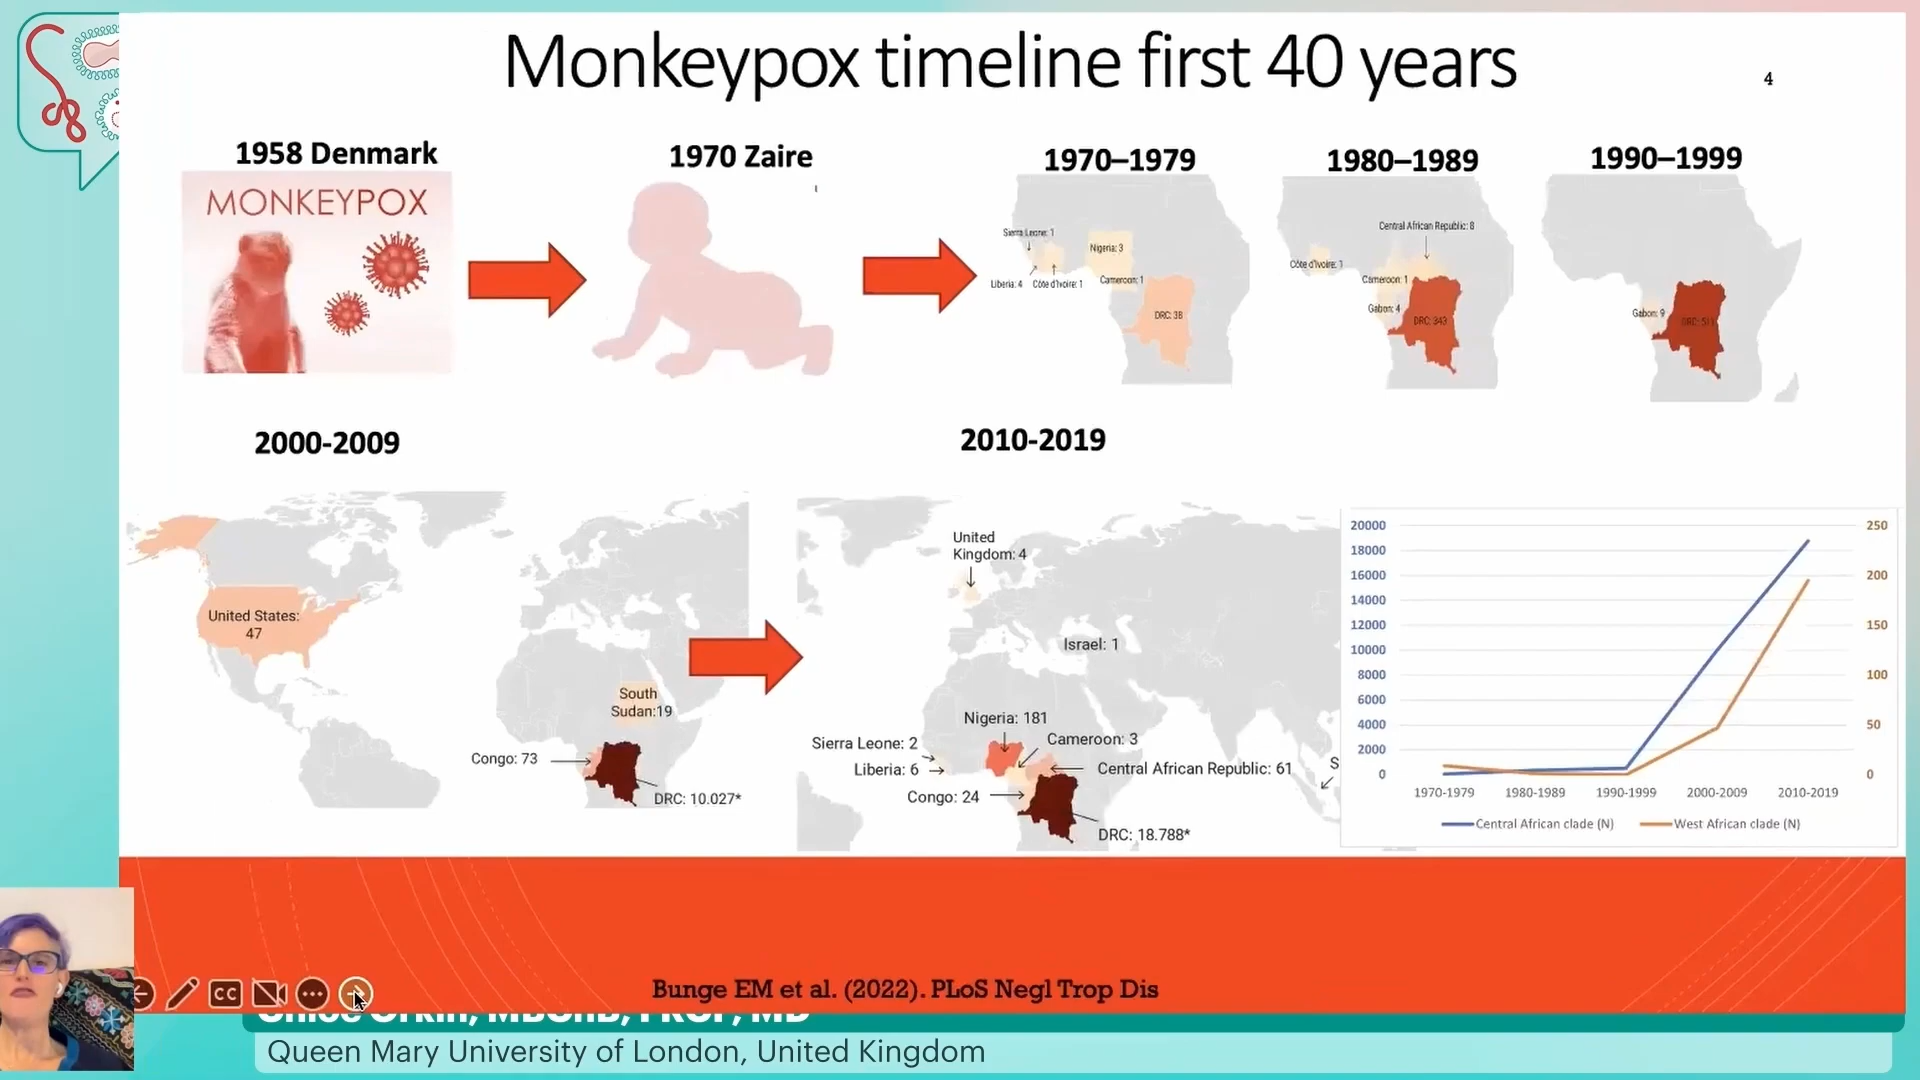 Monkeypox timeline first 40 years
4
1958 Denmark
MONKEYPOX
1970 Zaire
1970–1979
Sierra Leone: 1
Nigeria: 3
Liberia: 4
Côte d'Ivoire: 1
Cameroon: 1
DRC: 38
1980–1989
Central African Republic: 8
Côte d'Ivoire: 1
Cameroon: 1
Gabon: 4
DRC: 343
1990–1999
Gabon: 9
2000-2009
United States:
47
South
Sudan:19
Congo: 73
DRC: 10.027*
2010-2019
United
Kingdom: 4
Israel: 1
Nigeria: 181
Sierra Leone: 2
Cameroon: 3
Liberia: 6
Central African Republic: 61
Congo: 24
DRC: 18.788*
S
20000
18000
16000
14000
12000
10000
8000
6000
4000
2000
0
250
200
150
100
50
0
1970-1979 1980-1989 1990-1999 2000-2009 2010-2019
Central African clade (N) West African clade (N)
CC
Bunge EM et al. (2022). PLoS Negl Trop Dis
Queen Mary University of London, United Kingdom